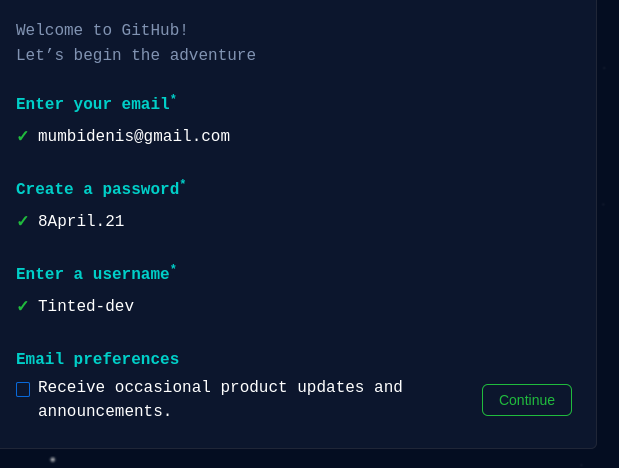 Welcome to GitHub!
Let’s begin the adventure
Enter your email*
✓ mumbidenis@gmail.com
Create a password*
✓ 8April.21
Enter a username*
✓ Tinted-dev
Email preferences
Receive occasional product updates and
announcements.
Continue